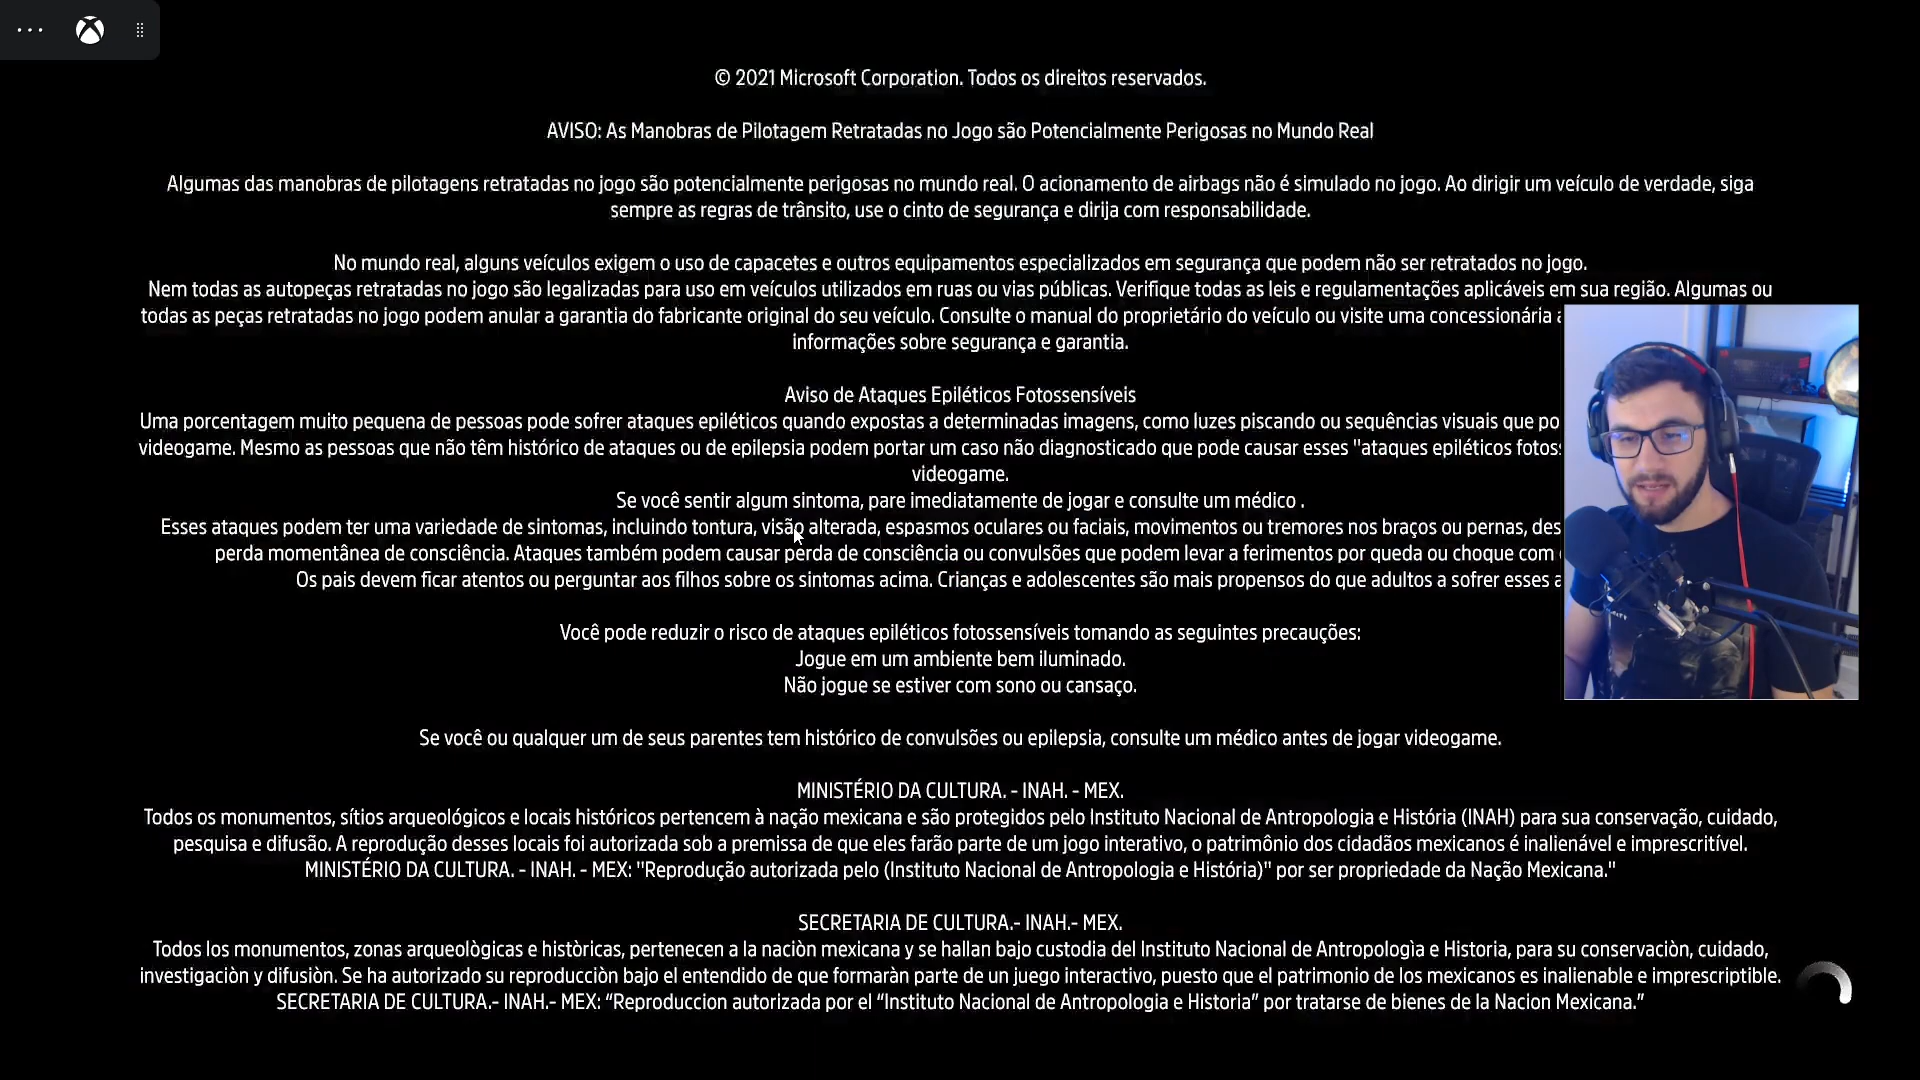 © 2021 Microsoft Corporation. Todos os direitos reservados.
AVISO: As Manobras de Pilotagem Retratadas no Jogo são Potencialmente Perigosas no Mundo Real
Algumas das manobras de pilotagens retratadas no jogo são potencialmente perigosas no mundo real. O acionamento de airbags não é simulado no jogo. Ao dirigir um veículo de verdade, siga
sempre as regras de trânsito, use o cinto de segurança e dirija com responsabilidade.
No mundo real, alguns veículos exigem o uso de capacetes e outros equipamentos especializados em segurança que podem não ser retratados no jogo.
Nem todas as autopeças retratadas no jogo são legalizadas para uso em veículos utilizados em ruas ou vias públicas. Verifique todas as leis e regulamentações aplicáveis em sua região. Algumas ou
todas as peças retratadas no jogo podem anular a garantia do fabricante original do seu veículo. Consulte o manual do proprietário do veículo ou visite uma concessionária
informações sobre segurança e garantia.
Aviso de Ataques Epiléticos Fotossensíveis
Uma porcentagem muito pequena de pessoas pode sofrer ataques epiléticos quando expostas a determinadas imagens, como luzes piscando ou sequências visuais que
videogame. Mesmo as pessoas que não têm histórico de ataques ou de epilepsia podem portar um caso não diagnosticado que pode causar esses "ataques epiléticos
videogame.
Se você sentir algum sintoma, pare imediatamente de jogar e consulte um médico .
Esses ataques podem ter uma variedade de sintomas, incluindo tontura, visão alterada, espasmos oculares ou faciais, movimentos ou tremores nos braços ou pernas,
perda momentânea de consciência. Ataques também podem causar perda de consciência ou convulsões que podem levar a ferimentos por queda ou choque com
Os pais devem ficar atentos ou perguntar aos filhos sobre os sintomas acima. Crianças e adolescentes são mais propensos do que adultos a sofrer esses
Você pode reduzir o risco de ataques epiléticos fotossensíveis tomando as seguintes precauções:
Jogue em um ambiente bem iluminado.
Não jogue se estiver com sono ou cansaço.
Se você ou qualquer um de seus parentes tem histórico de convulsões ou epilepsia, consulte um médico antes de jogar videogame.
MINISTÉRIO DA CULTURA. - INAH. - MEX.
Todos os monumentos, sítios arqueológicos e locais históricos pertencem à nação mexicana e são protegidos pelo Instituto Nacional de Antropologia e História (INAH) para sua conservação, cuidado,
pesquisa e difusão. A reprodução desses locais foi autorizada sob a premissa de que eles farão parte de um jogo interativo, o patrimônio dos cidadãos mexicanos é inalienável e imprescritível.
MINISTÉRIO DA CULTURA. - INAH. - MEX: "Reprodução autorizada pelo (Instituto Nacional de Antropologia e História)" por ser propriedade da Nação Mexicana."
SECRETARIA DE CULTURA.- INAH.- MEX.
Todos los monumentos, zonas arqueològicas e històricas, pertenecen a la naciòn mexicana y se hallan bajo custodia del Instituto Nacional de Antropologìa e Historia, para su conservaciòn, cuidado,
investigaciòn y difusiòn. Se ha autorizado su reproducciòn bajo el entendido de que formaràn parte de un juego interactivo, puesto que el patrimonio de los mexicanos es inalienable e imprescriptible.
SECRETARIA DE CULTURA.- INAH.- MEX: “Reproduccion autorizada por el “Instituto Nacional de Antropologia e Historia” por tratarse de bienes de la Nacion Mexicana.”